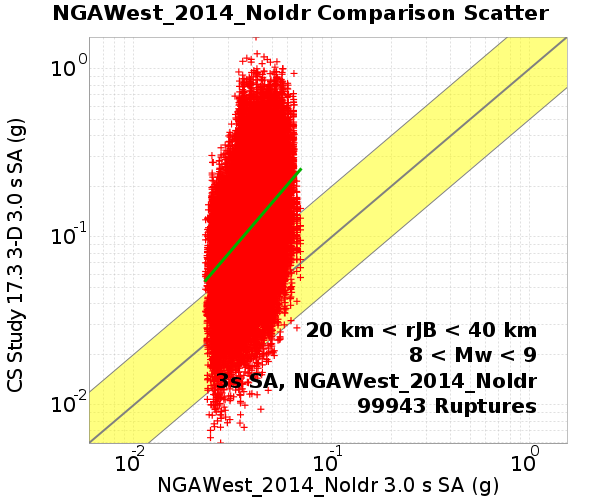 NGAWest_2014_NoIdr Comparison Scatter
CS Study 17.3 3-D 3.0 s SA (g)
10^0
10^-1
10^-2
20 km < rJB < 40 km
8 < Mw < 9
3s SA, NGAWest_2014_NoIdr
99943 Ruptures
10^-2 10^-1 10^0
NGAWest_2014_NoIdr 3.0 s SA (g)